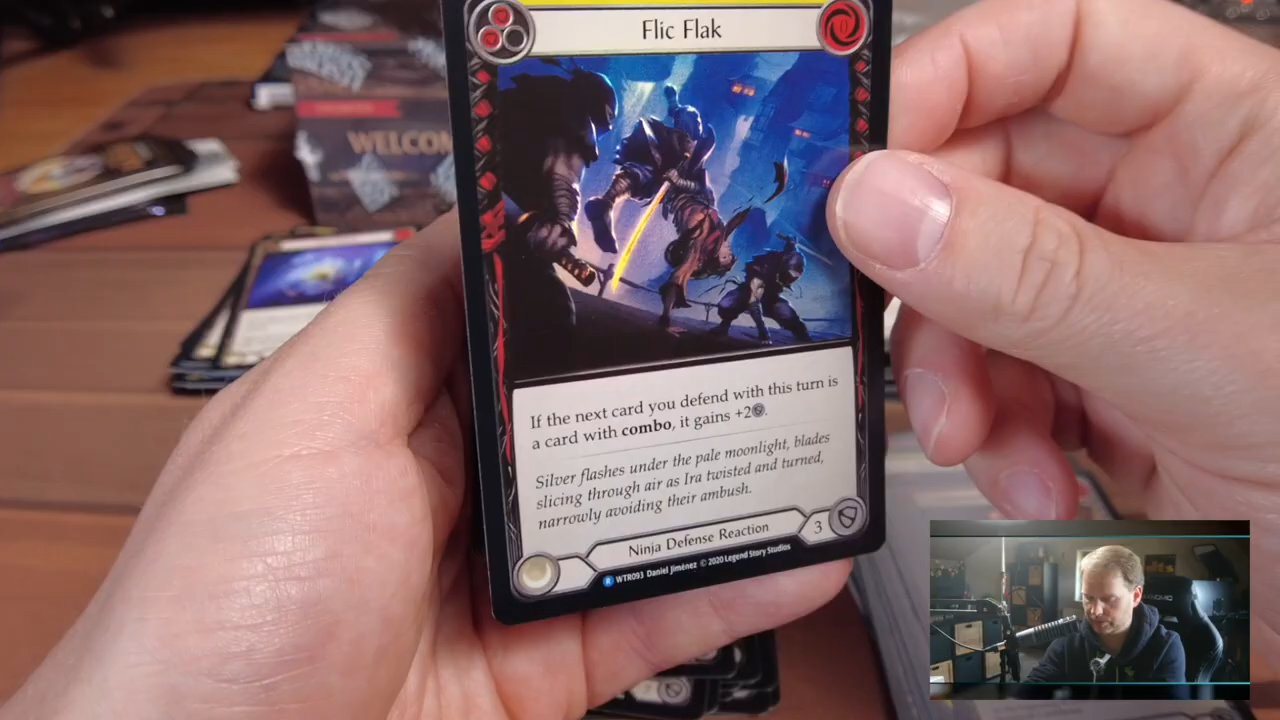 Flic Flak
0
WELCOM
If the next card you defend with this turn is
a card with combo, it gains +2.
Silver flashes under the pale moonlight, blades
slicing through air as Ira twisted and turned,
narrowly avoiding their ambush.
Ninja Defense Reaction
3
R WTR093 Daniel Jiménez © 2020 Legend Story Studios